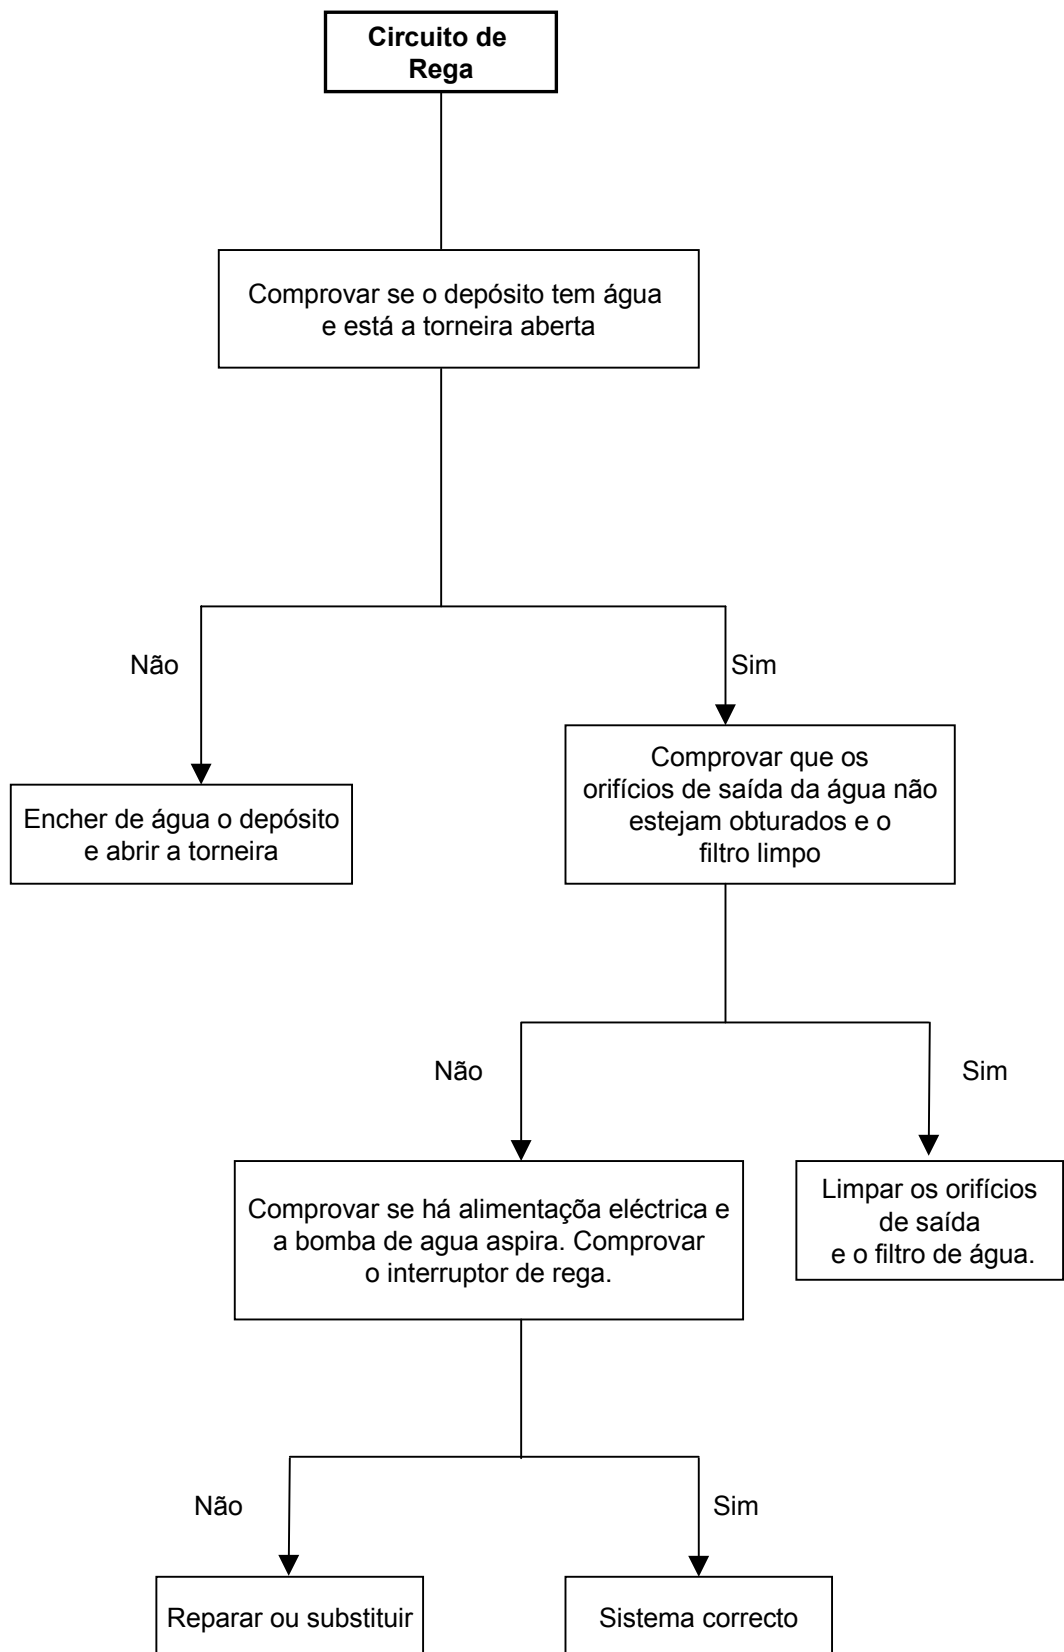 Circuito de
Rega
Comprovar se o depósito tem água
e está a torneira aberta
Não
Sim
Encher de água o depósito
e abrir a torneira
Comprovar que os
orifícios de saída da água não
estejam obturados e o
filtro limpo
Não
Sim
Comprovar se há alimentaçõa eléctrica e
a bomba de agua aspira. Comprovar
o interruptor de rega.
Limpar os orifícios
de saída
e o filtro de água.
Não
Sim
Reparar ou substituir
Sistema correcto